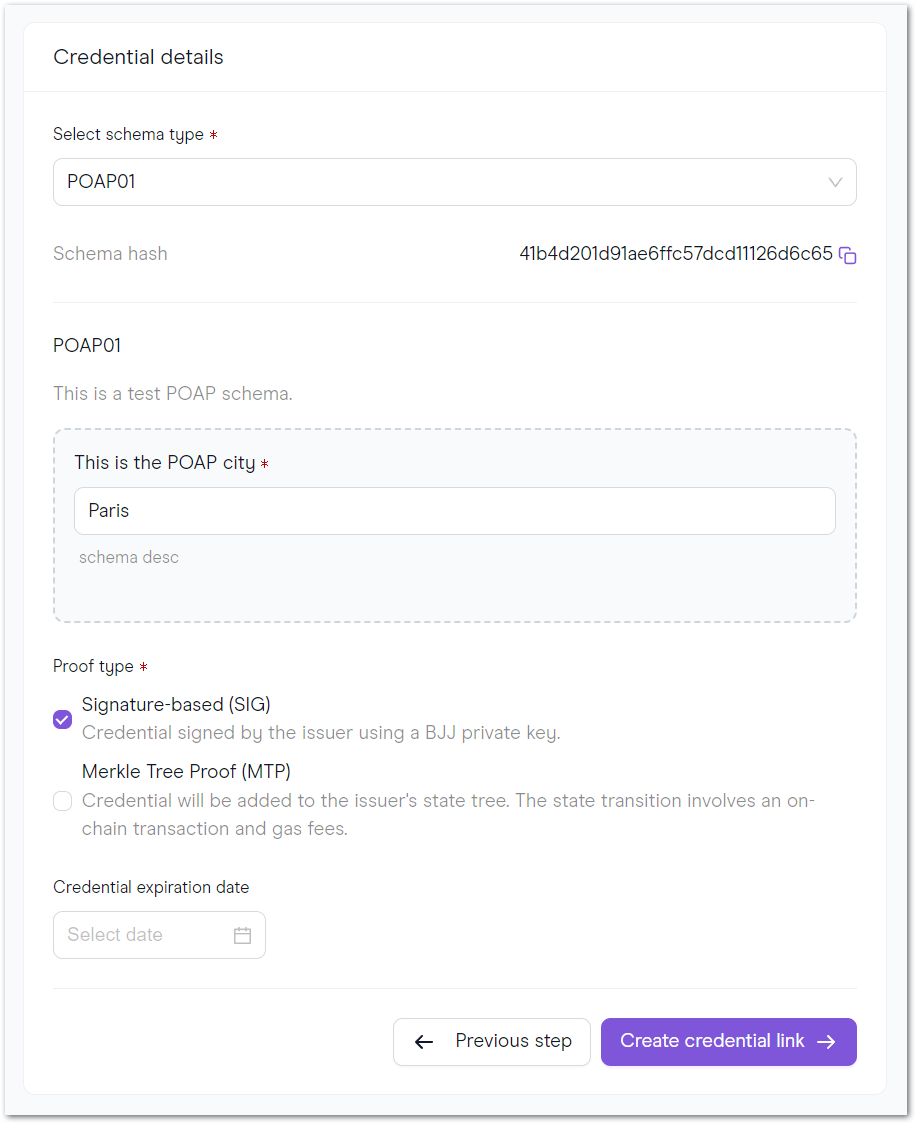 Credential details
Select schema type *
POAP01
Schema hash 41b4d201d91ae6ffc57dcd11126d6c65
POAP01
This is a test POAP schema.
This is the POAP city *
Paris
schema desc
Proof type *
Signature-based (SIG)
Credential signed by the issuer using a BJJ private key.
Merkle Tree Proof (MTP)
Credential will be added to the issuer's state tree. The state transition involves an on-
chain transaction and gas fees.
Credential expiration date
Select date
Previous step Create credential link